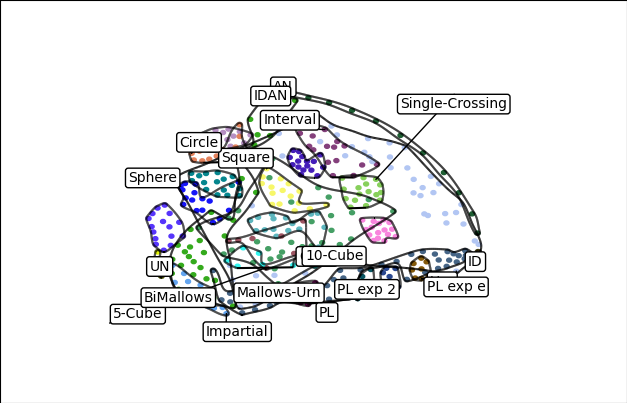 AN
IDAN
Single-Crossing
Interval
Circle
Square
Sphere
UN
10-Cube
ID
BiMallows
Mallows-Urn
PL exp 2
PL exp e
5-Cube
PL
Impartial